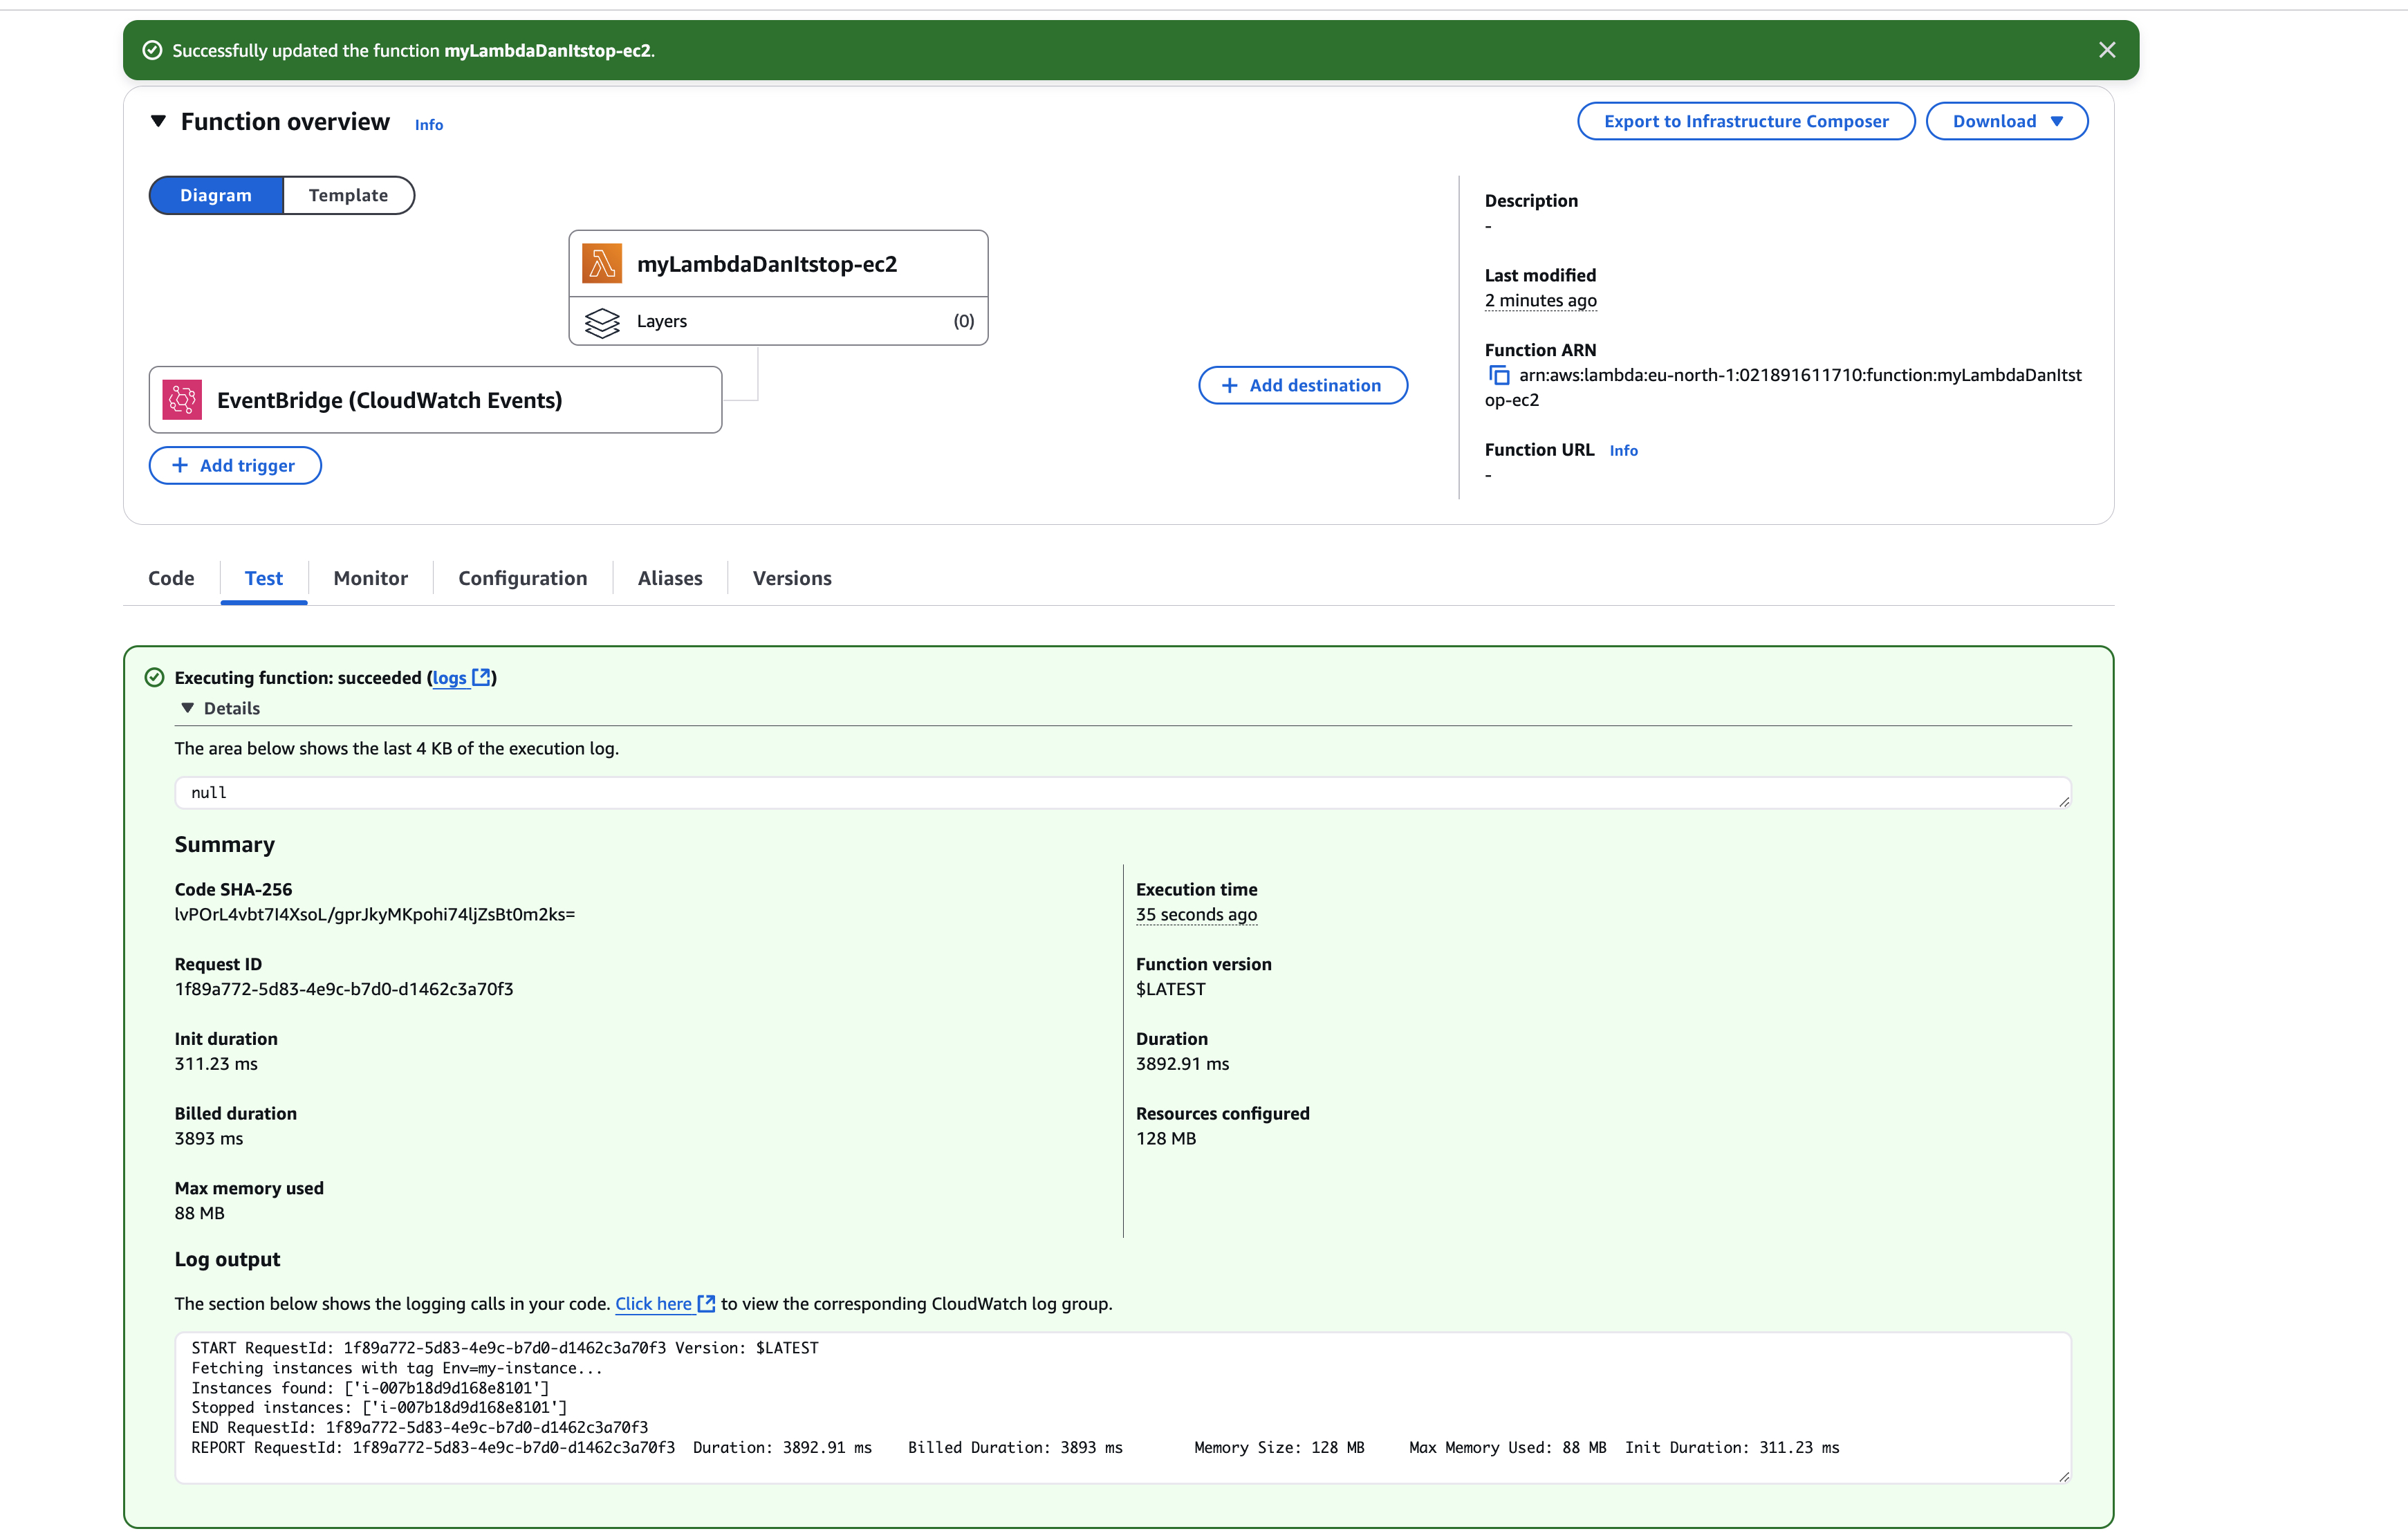 Successfully updated the function myLambdaDanItstop-ec2.
Function overview Info
Export to Infrastructure Composer
Download
Diagram
Template
myLambdaDanItstop-ec2
Layers
(0)
EventBridge (CloudWatch Events)
Add trigger
Add destination
Description
-
Last modified
2 minutes ago
Function ARN
arn:aws:lambda:eu-north-1:021891611710:function:myLambdaDanItst
op-ec2
Function URL Info
-
Code
Test
Monitor
Configuration
Aliases
Versions
Executing function: succeeded (logs)
Details
The area below shows the last 4 KB of the execution log.
null
Summary
Code SHA-256
lvPOrL4vbt7I4XsoL/gprJkyMKpohi74ljZsBt0m2ks=
Request ID
1f89a772-5d83-4e9c-b7d0-d1462c3a70f3
Init duration
311.23 ms
Billed duration
3893 ms
Max memory used
88 MB
Execution time
35 seconds ago
Function version
$LATEST
Duration
3892.91 ms
Resources configured
128 MB
Log output
The section below shows the logging calls in your code. Click here to view the corresponding CloudWatch log group.
START RequestId: 1f89a772-5d83-4e9c-b7d0-d1462c3a70f3 Version: $LATEST
Fetching instances with tag Env=my-instance...
Instances found: ['i-007b18d9d168e8101']
Stopped instances: ['i-007b18d9d168e8101']
END RequestId: 1f89a772-5d83-4e9c-b7d0-d1462c3a70f3
REPORT RequestId: 1f89a772-5d83-4e9c-b7d0-d1462c3a70f3 Duration: 3892.91 ms Billed Duration: 3893 ms Memory Size: 128 MB Max Memory Used: 88 MB Init Duration: 311.23 ms